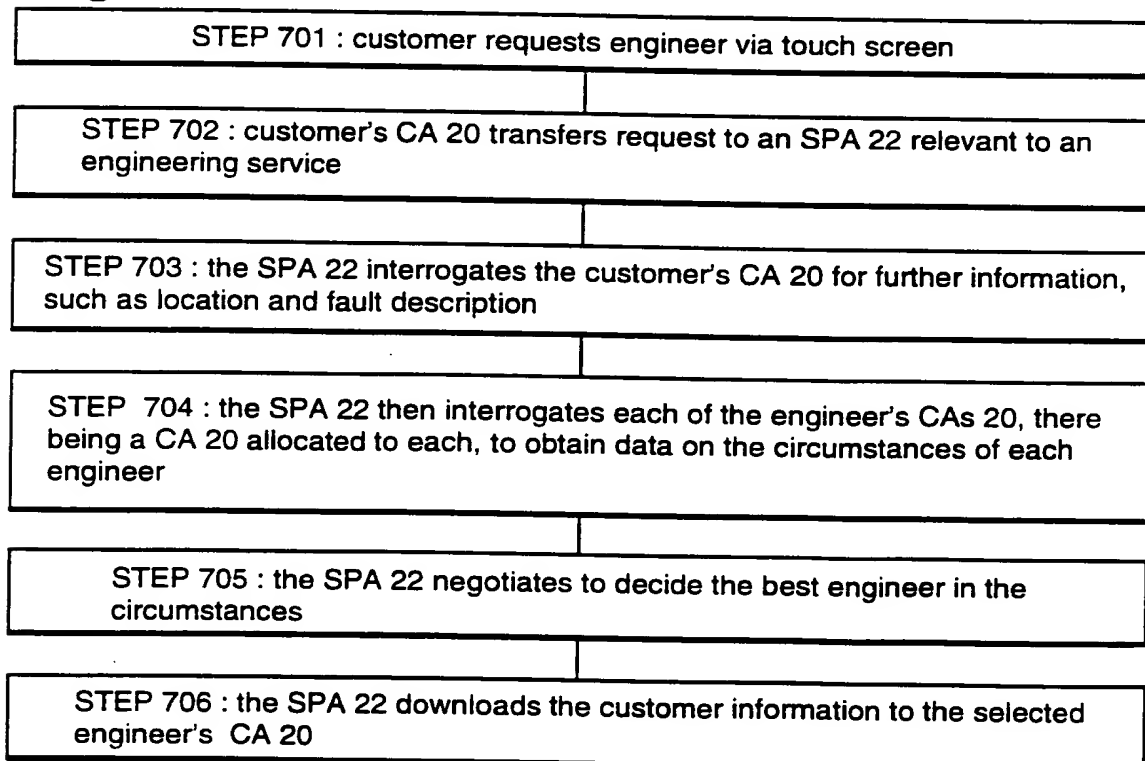 STEP 701 : customer requests engineer via touch screen
STEP 702 : customer's CA 20 transfers request to an SPA 22 relevant to an
engineering service
STEP 703 : the SPA 22 interrogates the customer's CA 20 for further information,
such as location and fault description
STEP 704 : the SPA 22 then interrogates each of the engineer's CAs 20, there
being a CA 20 allocated to each, to obtain data on the circumstances of each
engineer
STEP 705 : the SPA 22 negotiates to decide the best engineer in the
circumstances
STEP 706 : the SPA 22 downloads the customer information to the selected
engineer's CA 20